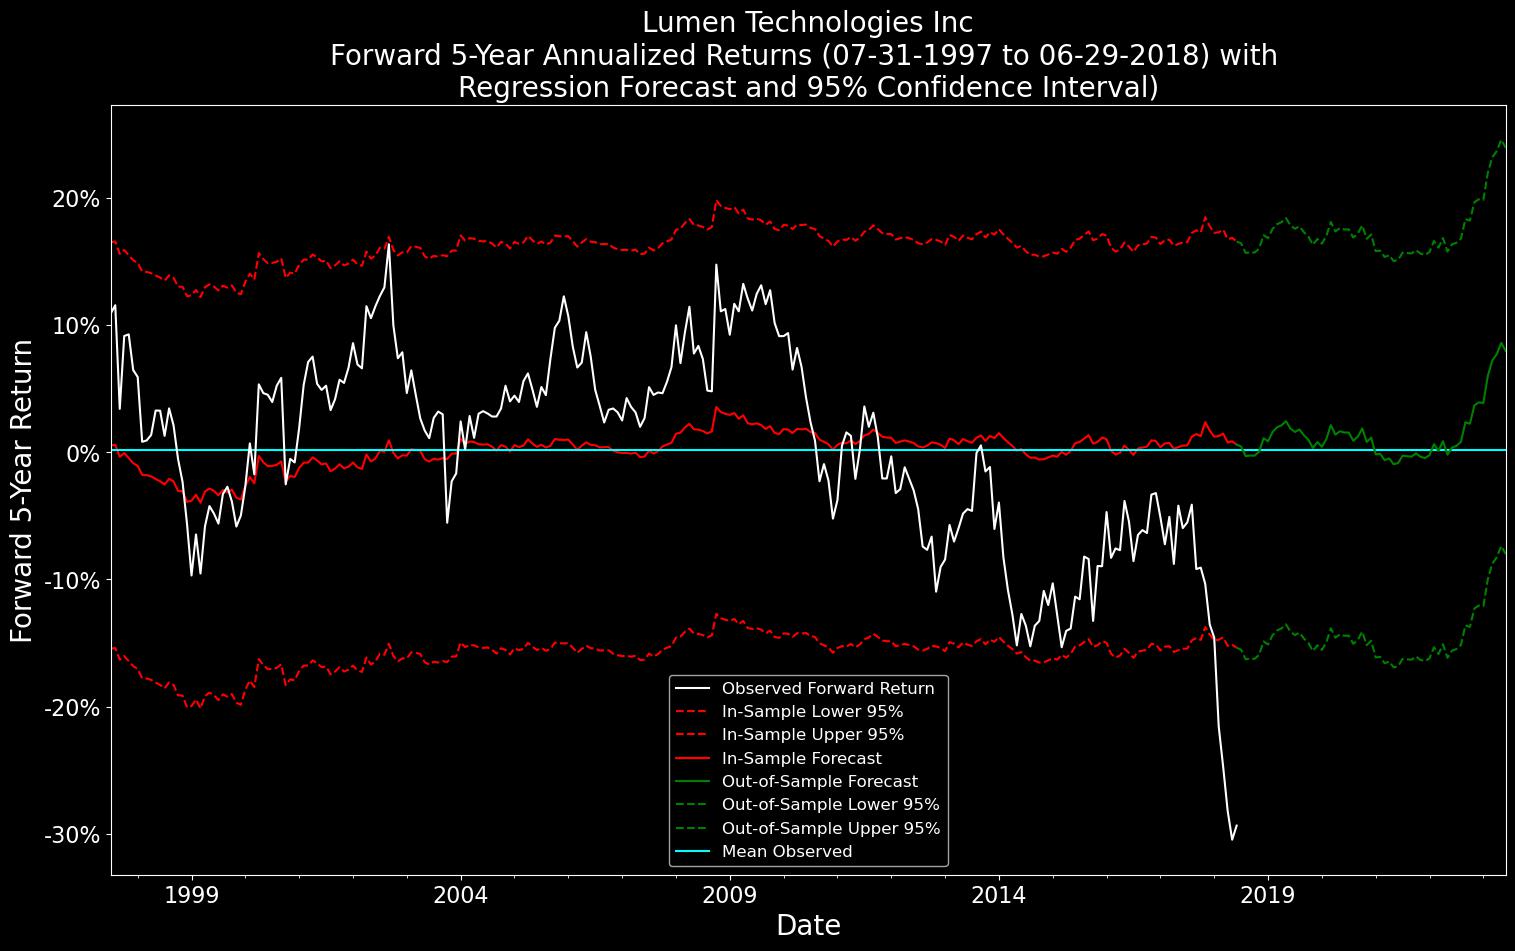 Lumen Technologies Inc
Forward 5-Year Annualized Returns (07-31-1997 to 06-29-2018) with
Regression Forecast and 95% Confidence Interval)
Forward 5-Year Return
20%
10%
0%
-10%
-20%
-30%
Observed Forward Return
In-Sample Lower 95%
In-Sample Upper 95%
In-Sample Forecast
Out-of-Sample Forecast
Out-of-Sample Lower 95%
Out-of-Sample Upper 95%
Mean Observed
1999
2004
2009
2014
2019
Date